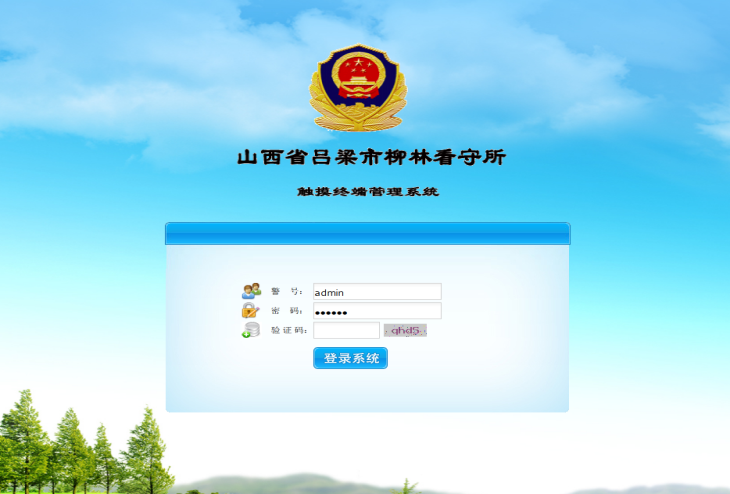 山西省吕梁市柳林看守所
触摸终端管理系统
警 号： admin
密 码： ••••••
验证码： qhd5
登录系统